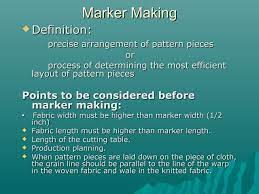 Marker Making
Definition:
precise arrangement of pattern pieces
or
process of determining the most efficient
layout of pattern pieces
Points to be considered before
marker making:
• Fabric width must be higher than marker width (1/2
inch)
Fabric length must be higher than marker length.
Length of the cutting table.
Production planning.
When pattern pieces are laid down on the piece of cloth,
the grain line should be parallel to the line of the warp
in the woven fabric and wale in the knitted fabric.